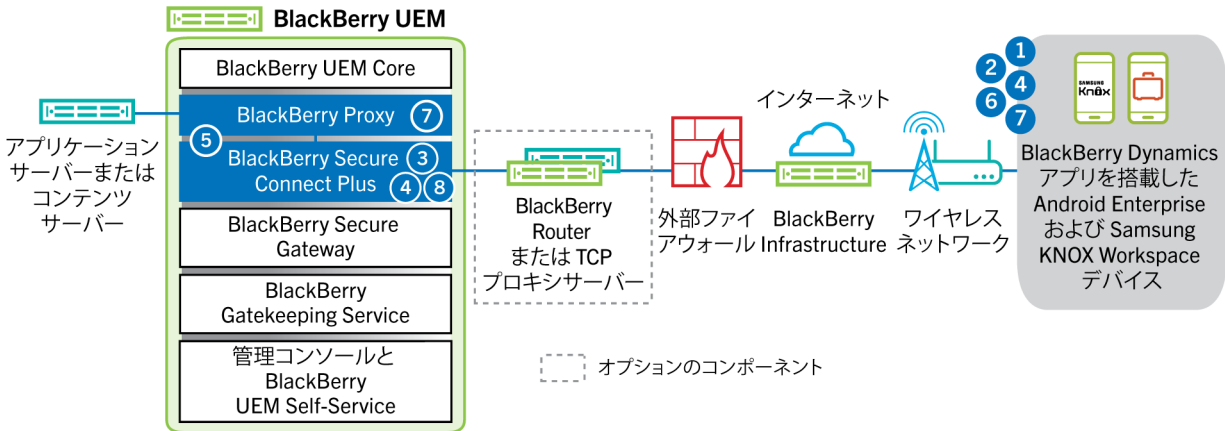 BlackBerry UEM
BlackBerry UEM Core
BlackBerry Proxy 7
5
BlackBerry Secure 3
Connect Plus 4 8
BlackBerry Secure
Gateway
BlackBerry
Gatekeeping Service
管理コンソールと
BlackBerry
UEM Self-Service
アプリケーション
サーバーまたは
コンテンツ
サーバー
BlackBerry
Router
または TCP
プロキシサーバー
外部ファイ
アウォール
インターネット
BlackBerry
Infrastructure
ワイヤレス
ネットワーク
1
2
4
6
7
SAMSUNG
Knox
BlackBerry Dynamics
アプリを搭載した
Android Enterprise
および Samsung
KNOX Workspace
デバイス
オプションのコンポーネント